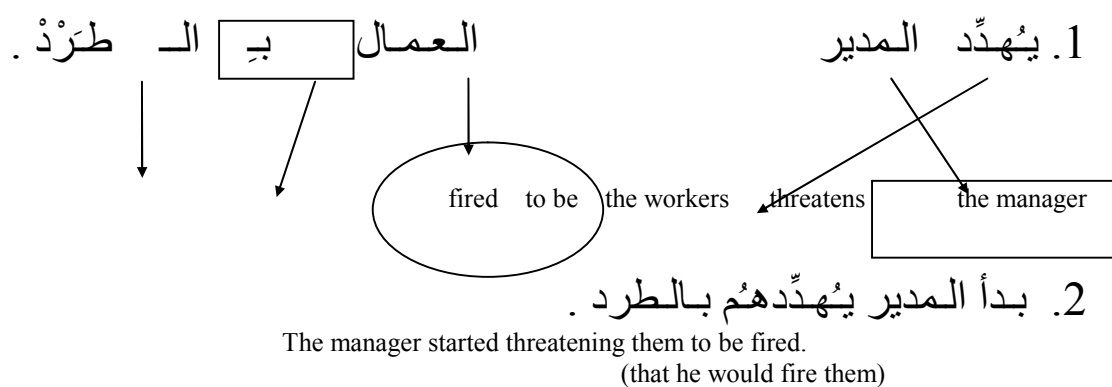 1. يُهدِّد المدير العمال بـِ الـ طَرْدْ .
fired to be the workers threatens the manager
2. بدأ المدير يُهدِّدهُم بالطرد .
The manager started threatening them to be fired.
(that he would fire them)